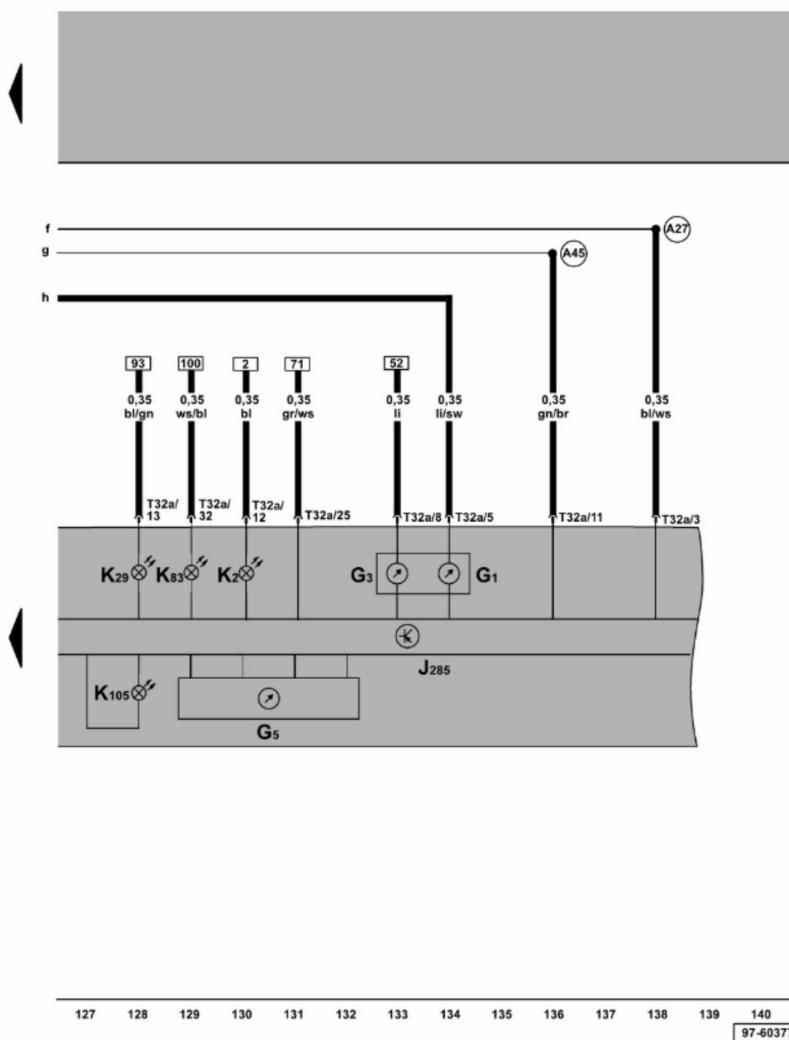 f
A27
g
A45
h
93 100 2 71 52
0,35 0,35 0,35 0,35 0,35 0,35 0,35 0,35
bl/gn ws/bl bl gr/ws li li/sw gn/br bl/ws
T32a/ T32a/ T32a/
13 32 12 T32a/25 T32a/8 T32a/5 T32a/11 T32a/3
K29 K83 K2 G3 G1
J285
K105
G5
127 128 129 130 131 132 133 134 135 136 137 138 139 140